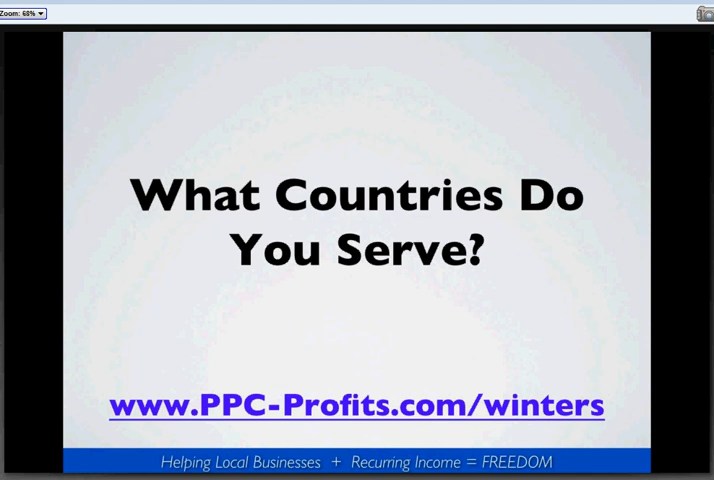 Zoom: 68%
What Countries Do
You Serve?
www.PPC-Profits.com/winters
Helping Local Businesses + Recurring Income = FREEDOM